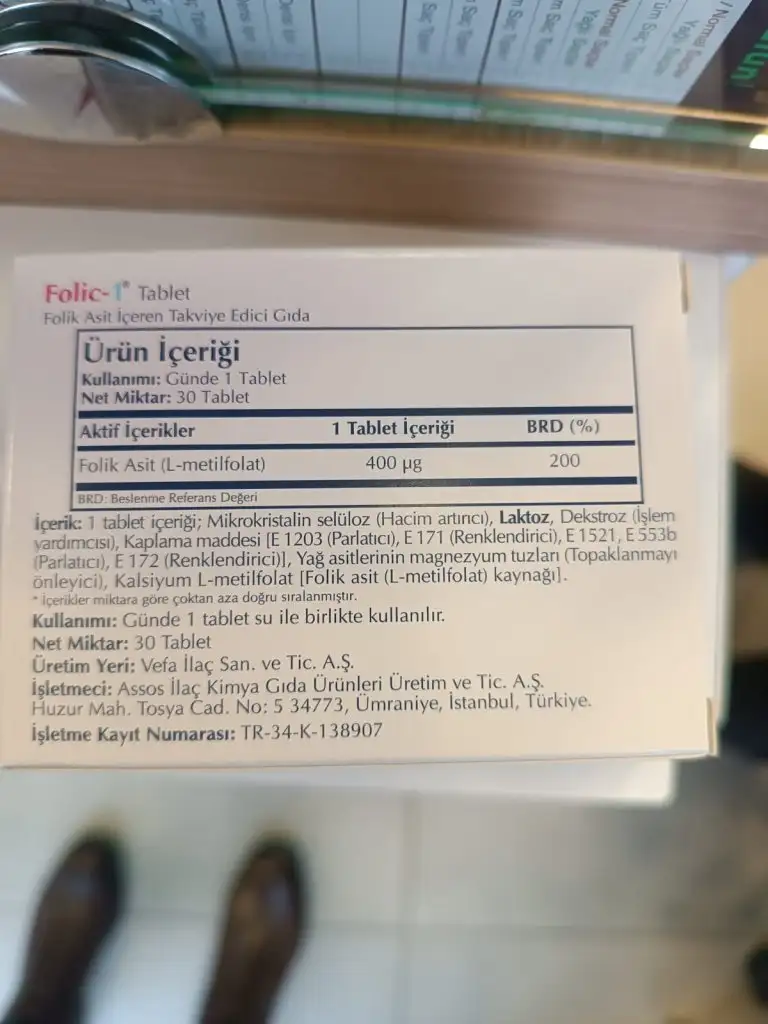 Folic-1® Tablet
Folik Asit İçeren Takviye Edici Gıda
Ürün İçeriği
Kullanımı: Günde 1 Tablet
Net Miktar: 30 Tablet
Aktif İçerikler 1 Tablet İçeriği BRD (%)
Folik Asit (L-metilfolat) 400 µg 200
BRD: Beslenme Referans Değeri
İçerik: 1 tablet içeriği; Mikrokristalin selüloz (Hacim artırıcı), Laktoz, Dekstroz (İşlem
yardımcısı), Kaplama maddesi [E 1203 (Parlatıcı), E 171 (Renklendirici), E 1521, E 553b
(Parlatıcı), E 172 (Renklendirici)], Yağ asitlerinin magnezyum tuzları (Topaklanmayı
önleyici), Kalsiyum L-metilfolat [Folik asit (L-metilfolat) kaynağı].
* İçerikler miktara göre çoktan aza doğru sıralanmıştır.
Kullanımı: Günde 1 tablet su ile birlikte kullanılır.
Net Miktar: 30 Tablet
Üretim Yeri: Vefa İlaç San. ve Tic. A.Ş.
İşletmeci: Assos İlaç Kimya Gıda Ürünleri Üretim ve Tic. A.Ş.
Huzur Mah. Tosya Cad. No: 5 34773, Ümraniye, İstanbul, Türkiye.
İşletme Kayıt Numarası: TR-34-K-138907